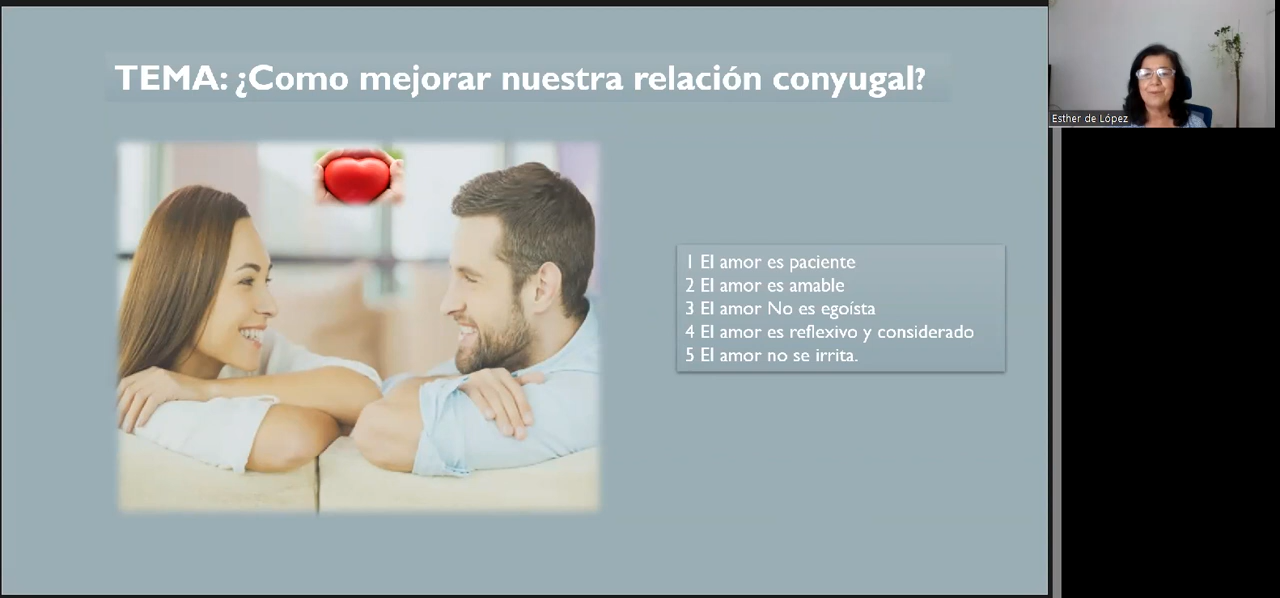 TEMA: ¿Como mejorar nuestra relación conyugal?
Esther de López
1 El amor es paciente
2 El amor es amable
3 El amor No es egoísta
4 El amor es reflexivo y considerado
5 El amor no se irrita.